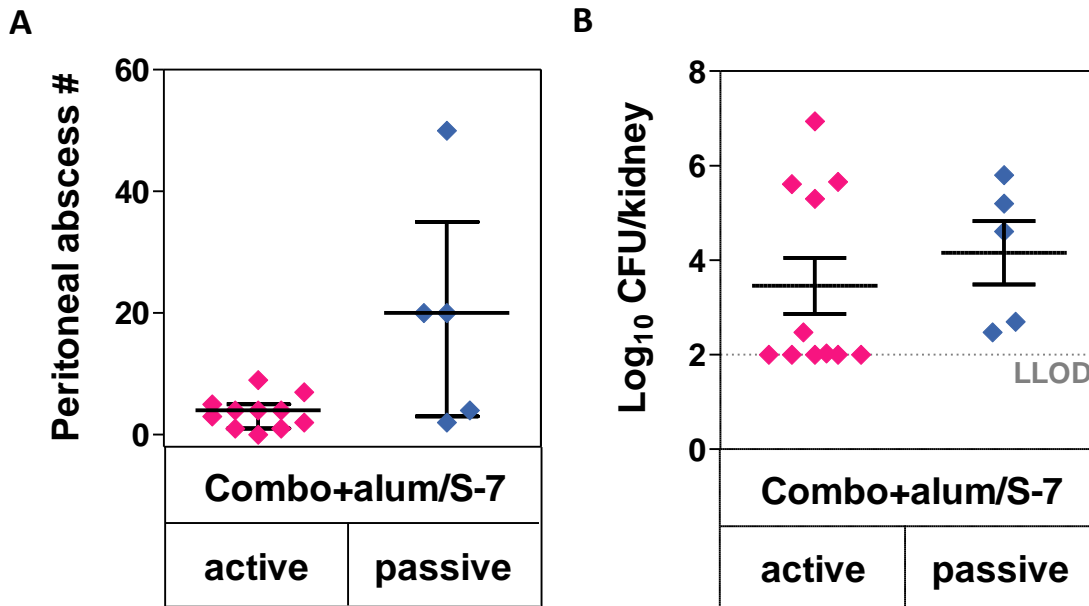 A
Peritoneal abscess #
60
40
20
0
Combo+alum/S-7
active passive
B
Log₁₀ CFU/kidney
8
6
4
2
0
LLOD
Combo+alum/S-7
active passive